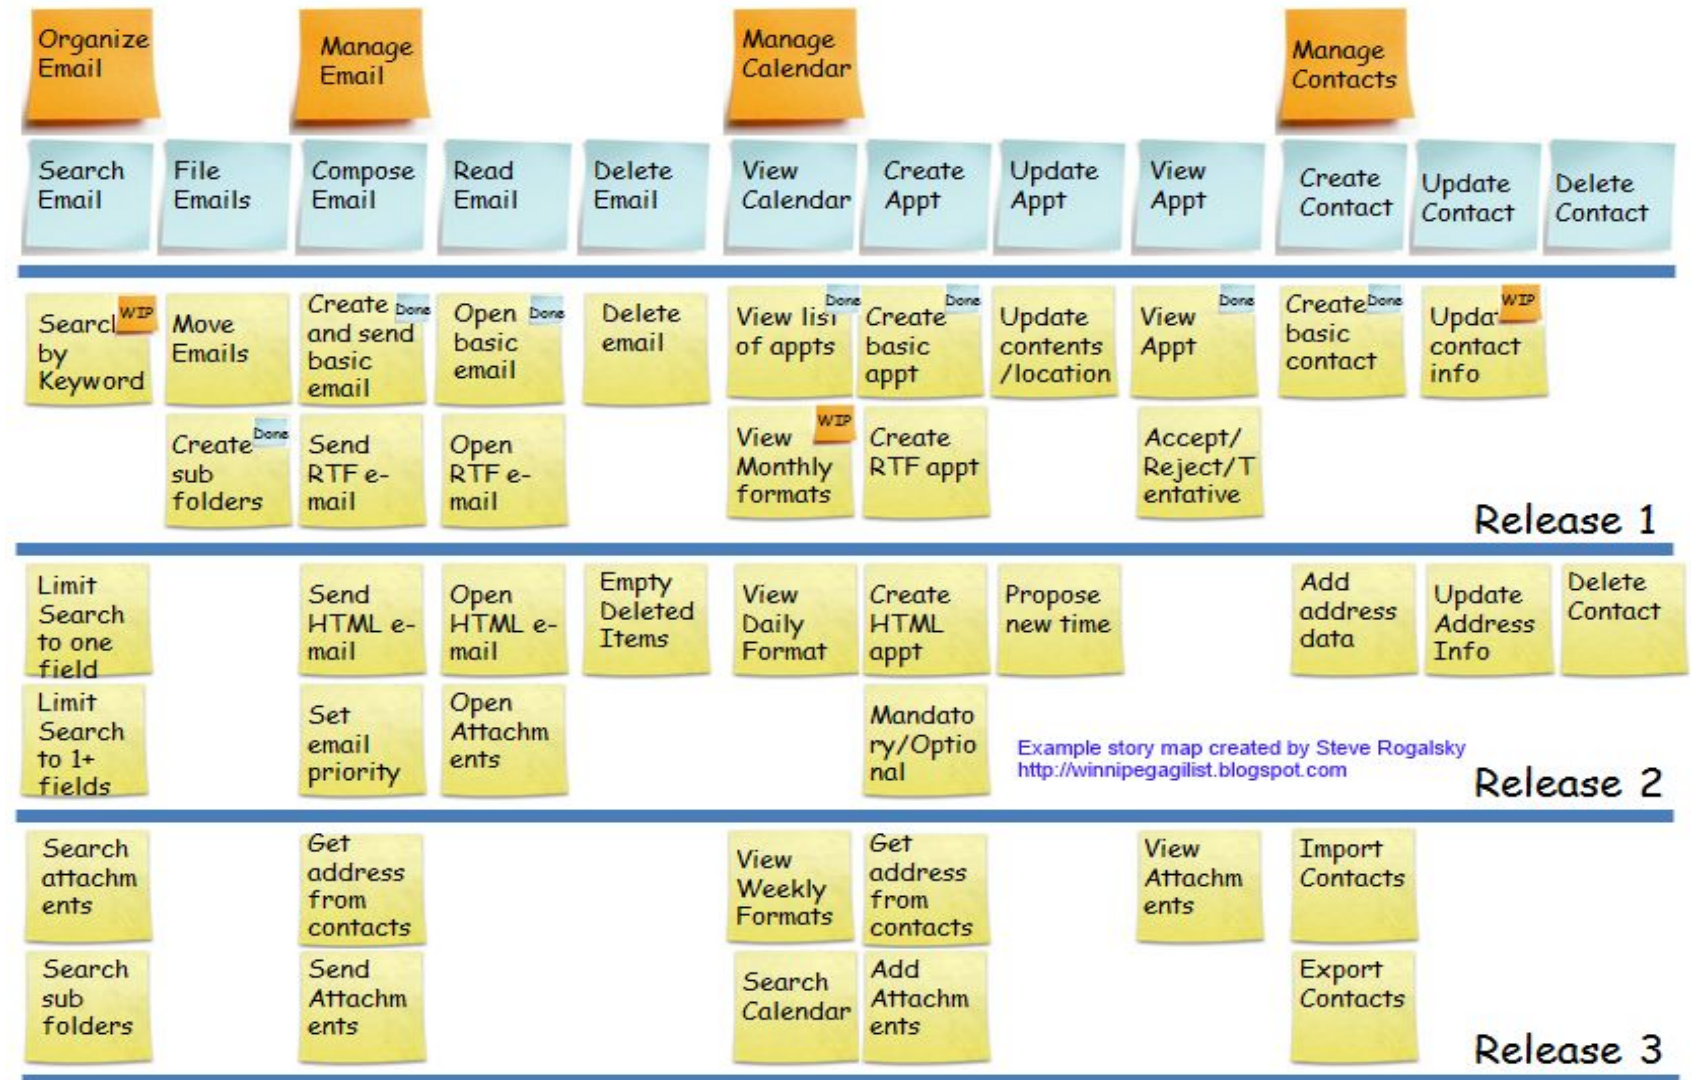 Organize
Email
Manage
Email
Manage
Calendar
Manage
Contacts
Search
Email
File
Emails
Compose
Email
Read
Email
Delete
Email
View
Calendar
Create
Appt
Update
Appt
View
Appt
Create
Contact
Update
Contact
Delete
Contact
Search
by
Keyword
WIP
Move
Emails
Create
and send
basic
email
Done
Open
basic
email
Done
Delete
email
View list
of appts
Done
Create
basic
appt
Done
Update
contents
/location
View
Appt
Done
Create
basic
contact
Done
Updat
contact
info
WIP
Create
sub
folders
Done
Send
RTF e-
mail
Open
RTF e-
mail
View
Monthly
formats
WIP
Create
RTF appt
Accept/
Reject/T
entative
Release 1
Limit
Search
to one
field
Send
HTML e-
mail
Open
HTML e-
mail
Empty
Deleted
Items
View
Daily
Format
Create
HTML
appt
Propose
new time
Add
address
data
Update
Address
Info
Delete
Contact
Limit
Search
to 1+
fields
Set
email
priority
Open
Attachm
ents
Mandato
ry/Optio
nal
Example story map created by Steve Rogalsky
http://winnipegagilist.blogspot.com
Release 2
Search
attachm
ents
Get
address
from
contacts
View
Weekly
Formats
Get
address
from
contacts
View
Attachm
ents
Import
Contacts
Search
sub
folders
Send
Attachm
ents
Search
Calendar
Add
Attachm
ents
Export
Contacts
Release 3